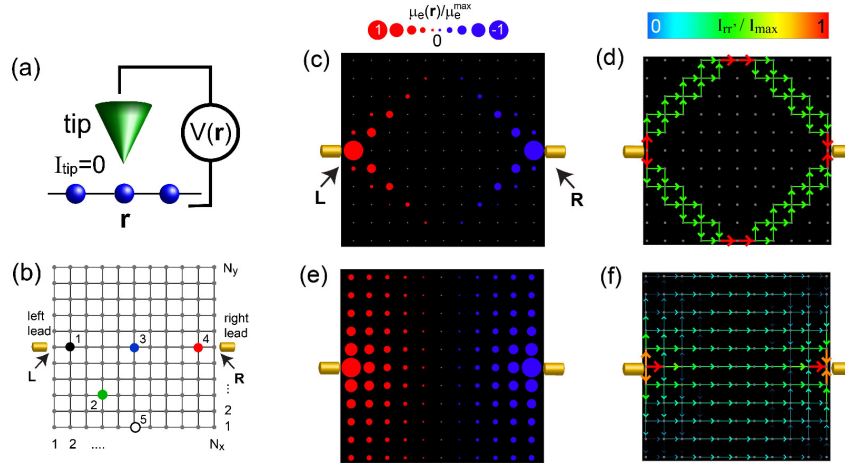 (a)
tip
V(r)
I_tip=0
r
(b)
N_y
left
lead
right
lead
1
3
4
L
R
2
5
⋮
2
1
1
2
....
N_x
μ_e(r)/μ_e^max
1
0
-1
(c)
L
R
(d)
0
I_rr'/ I_max
1
(e)
(f)